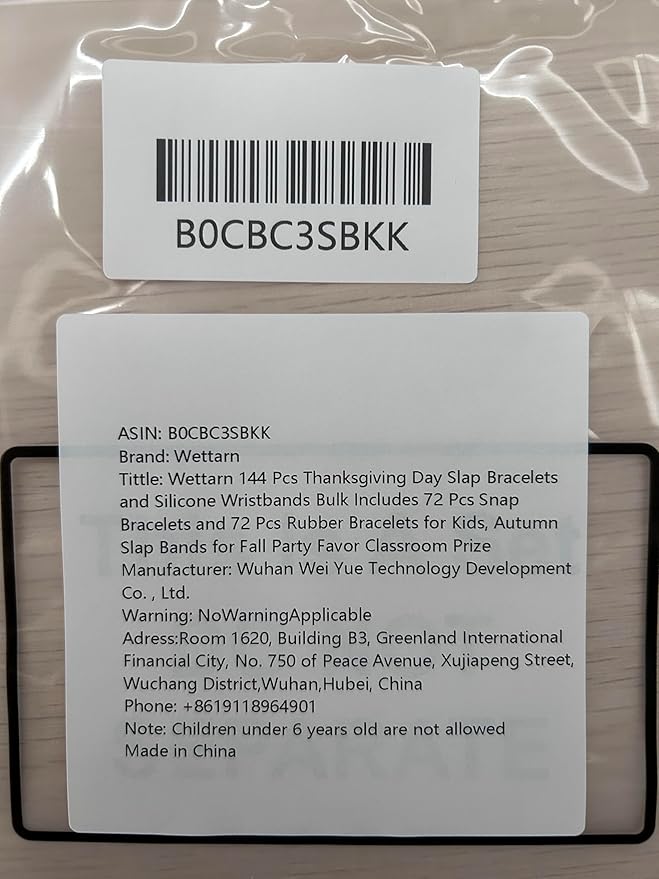 B0CBC3SBKK
ASIN: B0CBC3SBKK
Brand: Wettarn
Tittle: Wettarn 144 Pcs Thanksgiving Day Slap Bracelets
and Silicone Wristbands Bulk Includes 72 Pcs Snap
Bracelets and 72 Pcs Rubber Bracelets for Kids, Autumn
Slap Bands for Fall Party Favor Classroom Prize
Manufacturer: Wuhan Wei Yue Technology Development
Co. , Ltd.
Warning: NoWarningApplicable
Adress:Room 1620, Building B3, Greenland International
Financial City, No. 750 of Peace Avenue, Xujiapeng Street,
Wuchang District,Wuhan,Hubei, China
Phone: +8619118964901
Note: Children under 6 years old are not allowed
Made in China
SEPARATE